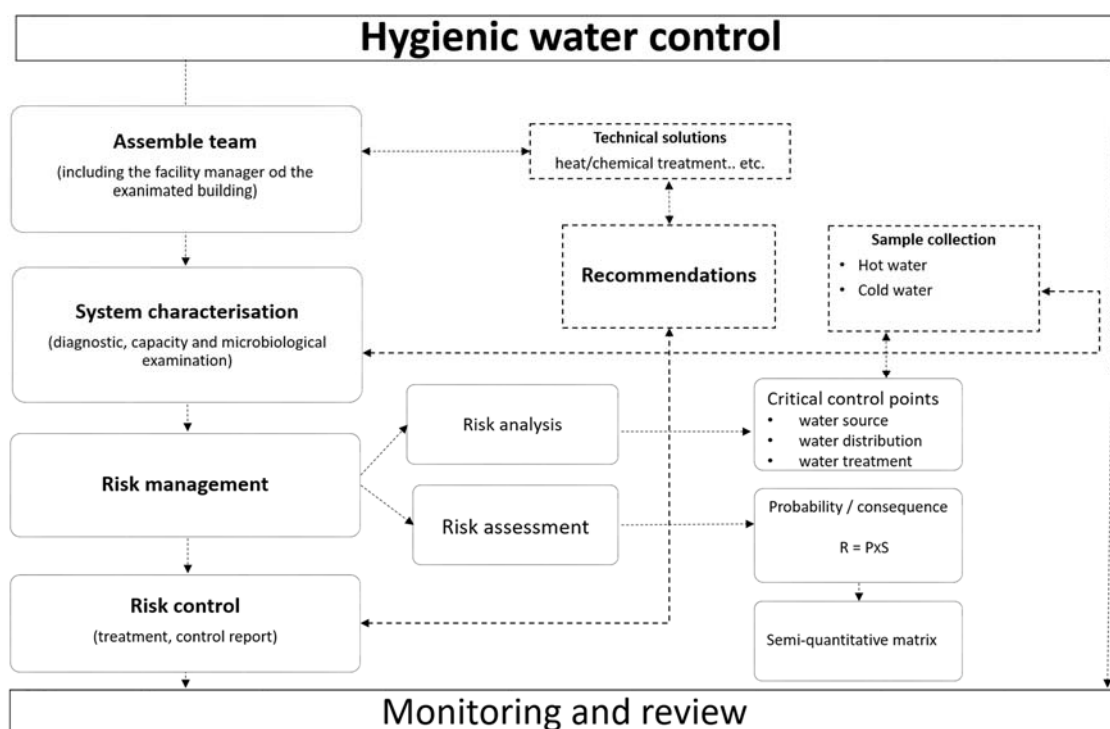 Hygienic water control
Assemble team
(including the facility manager od the
exanimated building)
Technical solutions
heat/chemical treatment.. etc.
Recommendations
Sample collection
• Hot water
• Cold water
System characterisation
(diagnostic, capacity and microbiological
examination)
Risk analysis
Critical control points
• water source
• water distribution
• water treatment
Risk management
Risk assessment
Probability / consequence
R = PxS
Risk control
(treatment, control report)
Semi-quantitative matrix
Monitoring and review